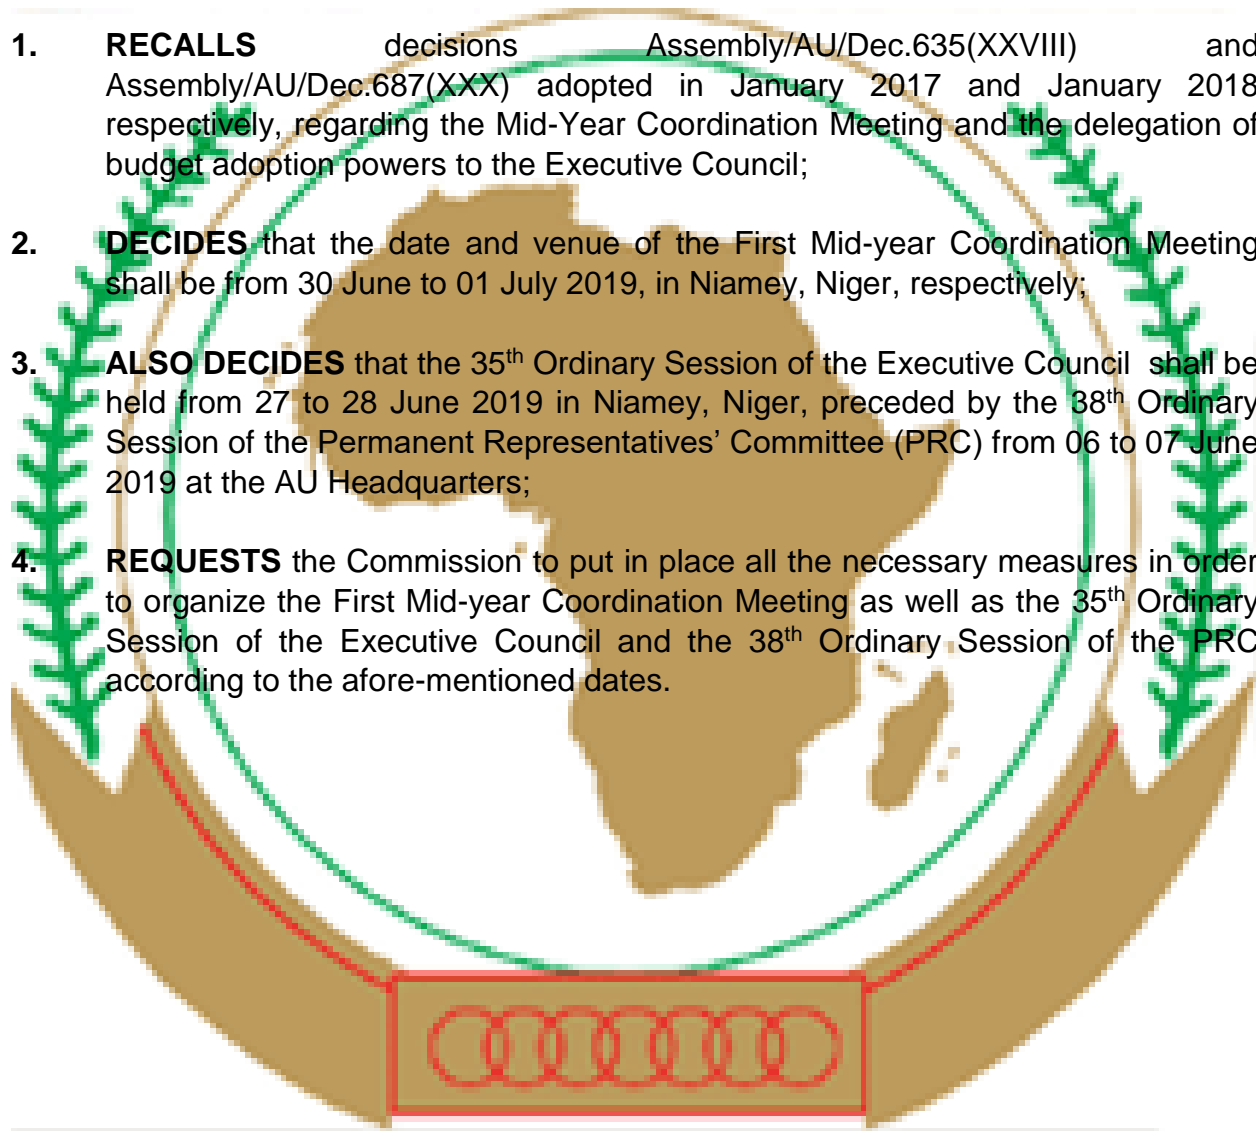 1. RECALLS decisions Assembly/AU/Dec.635(XXVIII) and
Assembly/AU/Dec.687(XXX) adopted in January 2017 and January 2018
respectively, regarding the Mid-Year Coordination Meeting and the delegation of
budget adoption powers to the Executive Council;
2. DECIDES that the date and venue of the First Mid-year Coordination Meeting
shall be from 30 June to 01 July 2019, in Niamey, Niger, respectively;
3. ALSO DECIDES that the 35th Ordinary Session of the Executive Council shall be
held from 27 to 28 June 2019 in Niamey, Niger, preceded by the 38th Ordinary
Session of the Permanent Representatives’ Committee (PRC) from 06 to 07 June
2019 at the AU Headquarters;
4. REQUESTS the Commission to put in place all the necessary measures in order
to organize the First Mid-year Coordination Meeting as well as the 35th Ordinary
Session of the Executive Council and the 38th Ordinary Session of the PRC
according to the afore-mentioned dates.